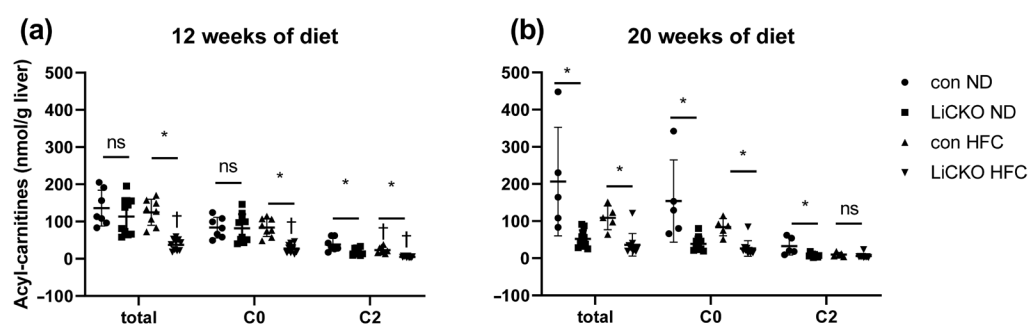 (a) 12 weeks of diet
Acyl-carnitines (nmol/g liver)
500
400
300
200
100
0
−100
ns
*
†
ns
*
†
*
*
†
†
total C0 C2
(b) 20 weeks of diet
500
400
300
200
100
0
−100
*
*
*
*
*
ns
total C0 C2
con ND
LiCKO ND
con HFC
LiCKO HFC